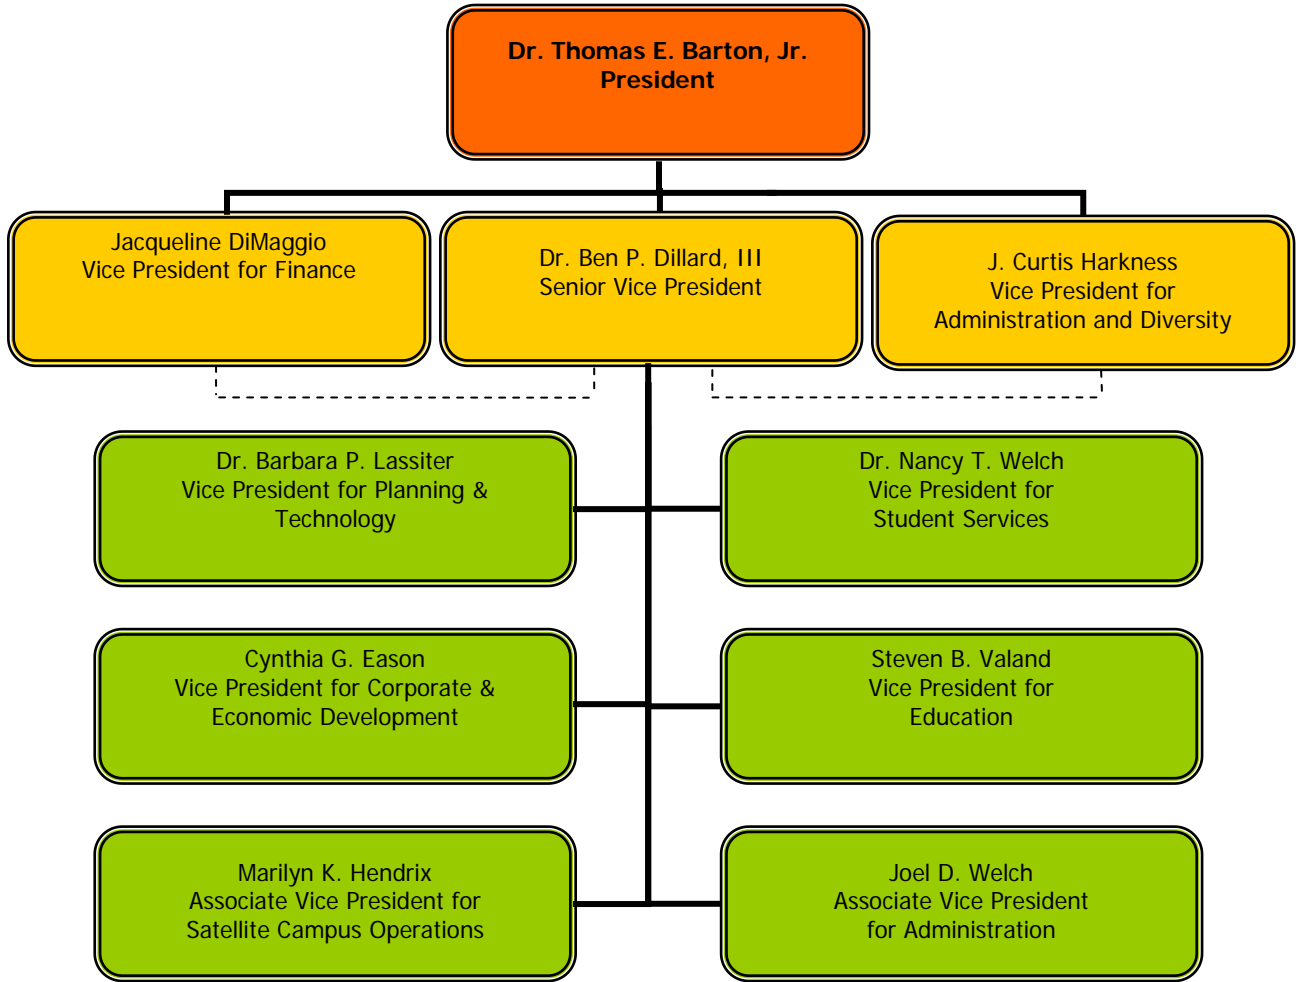 Dr. Thomas E. Barton, Jr.
President
Jacqueline DiMaggio
Vice President for Finance
Dr. Ben P. Dillard, III
Senior Vice President
J. Curtis Harkness
Vice President for
Administration and Diversity
Dr. Barbara P. Lassiter
Vice President for Planning &
Technology
Dr. Nancy T. Welch
Vice President for
Student Services
Cynthia G. Eason
Vice President for Corporate &
Economic Development
Steven B. Valand
Vice President for
Education
Marilyn K. Hendrix
Associate Vice President for
Satellite Campus Operations
Joel D. Welch
Associate Vice President
for Administration